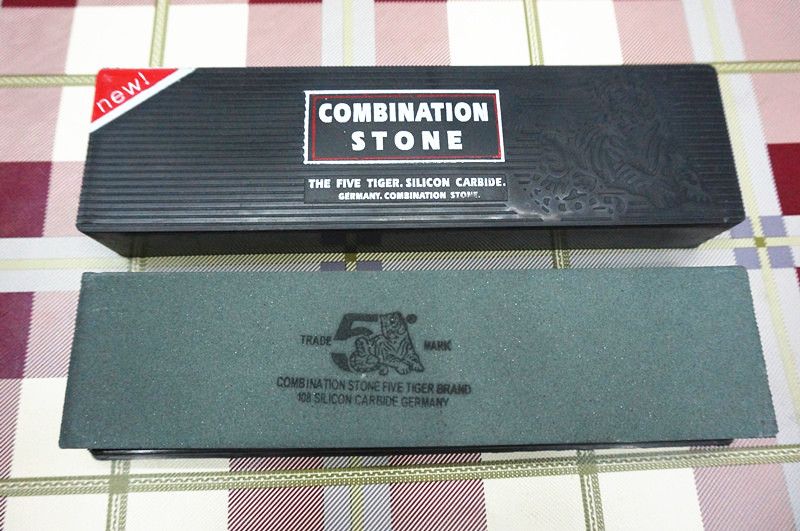 new!
COMBINATION
STONE
THE FIVE TIGER. SILICON CARBIDE.
GERMANY. COMBINATION STONE.
TRADE 5 MARK
COMBINATION STONE FIVE TIGER BRAND
108 SILICON CARBIDE GERMANY